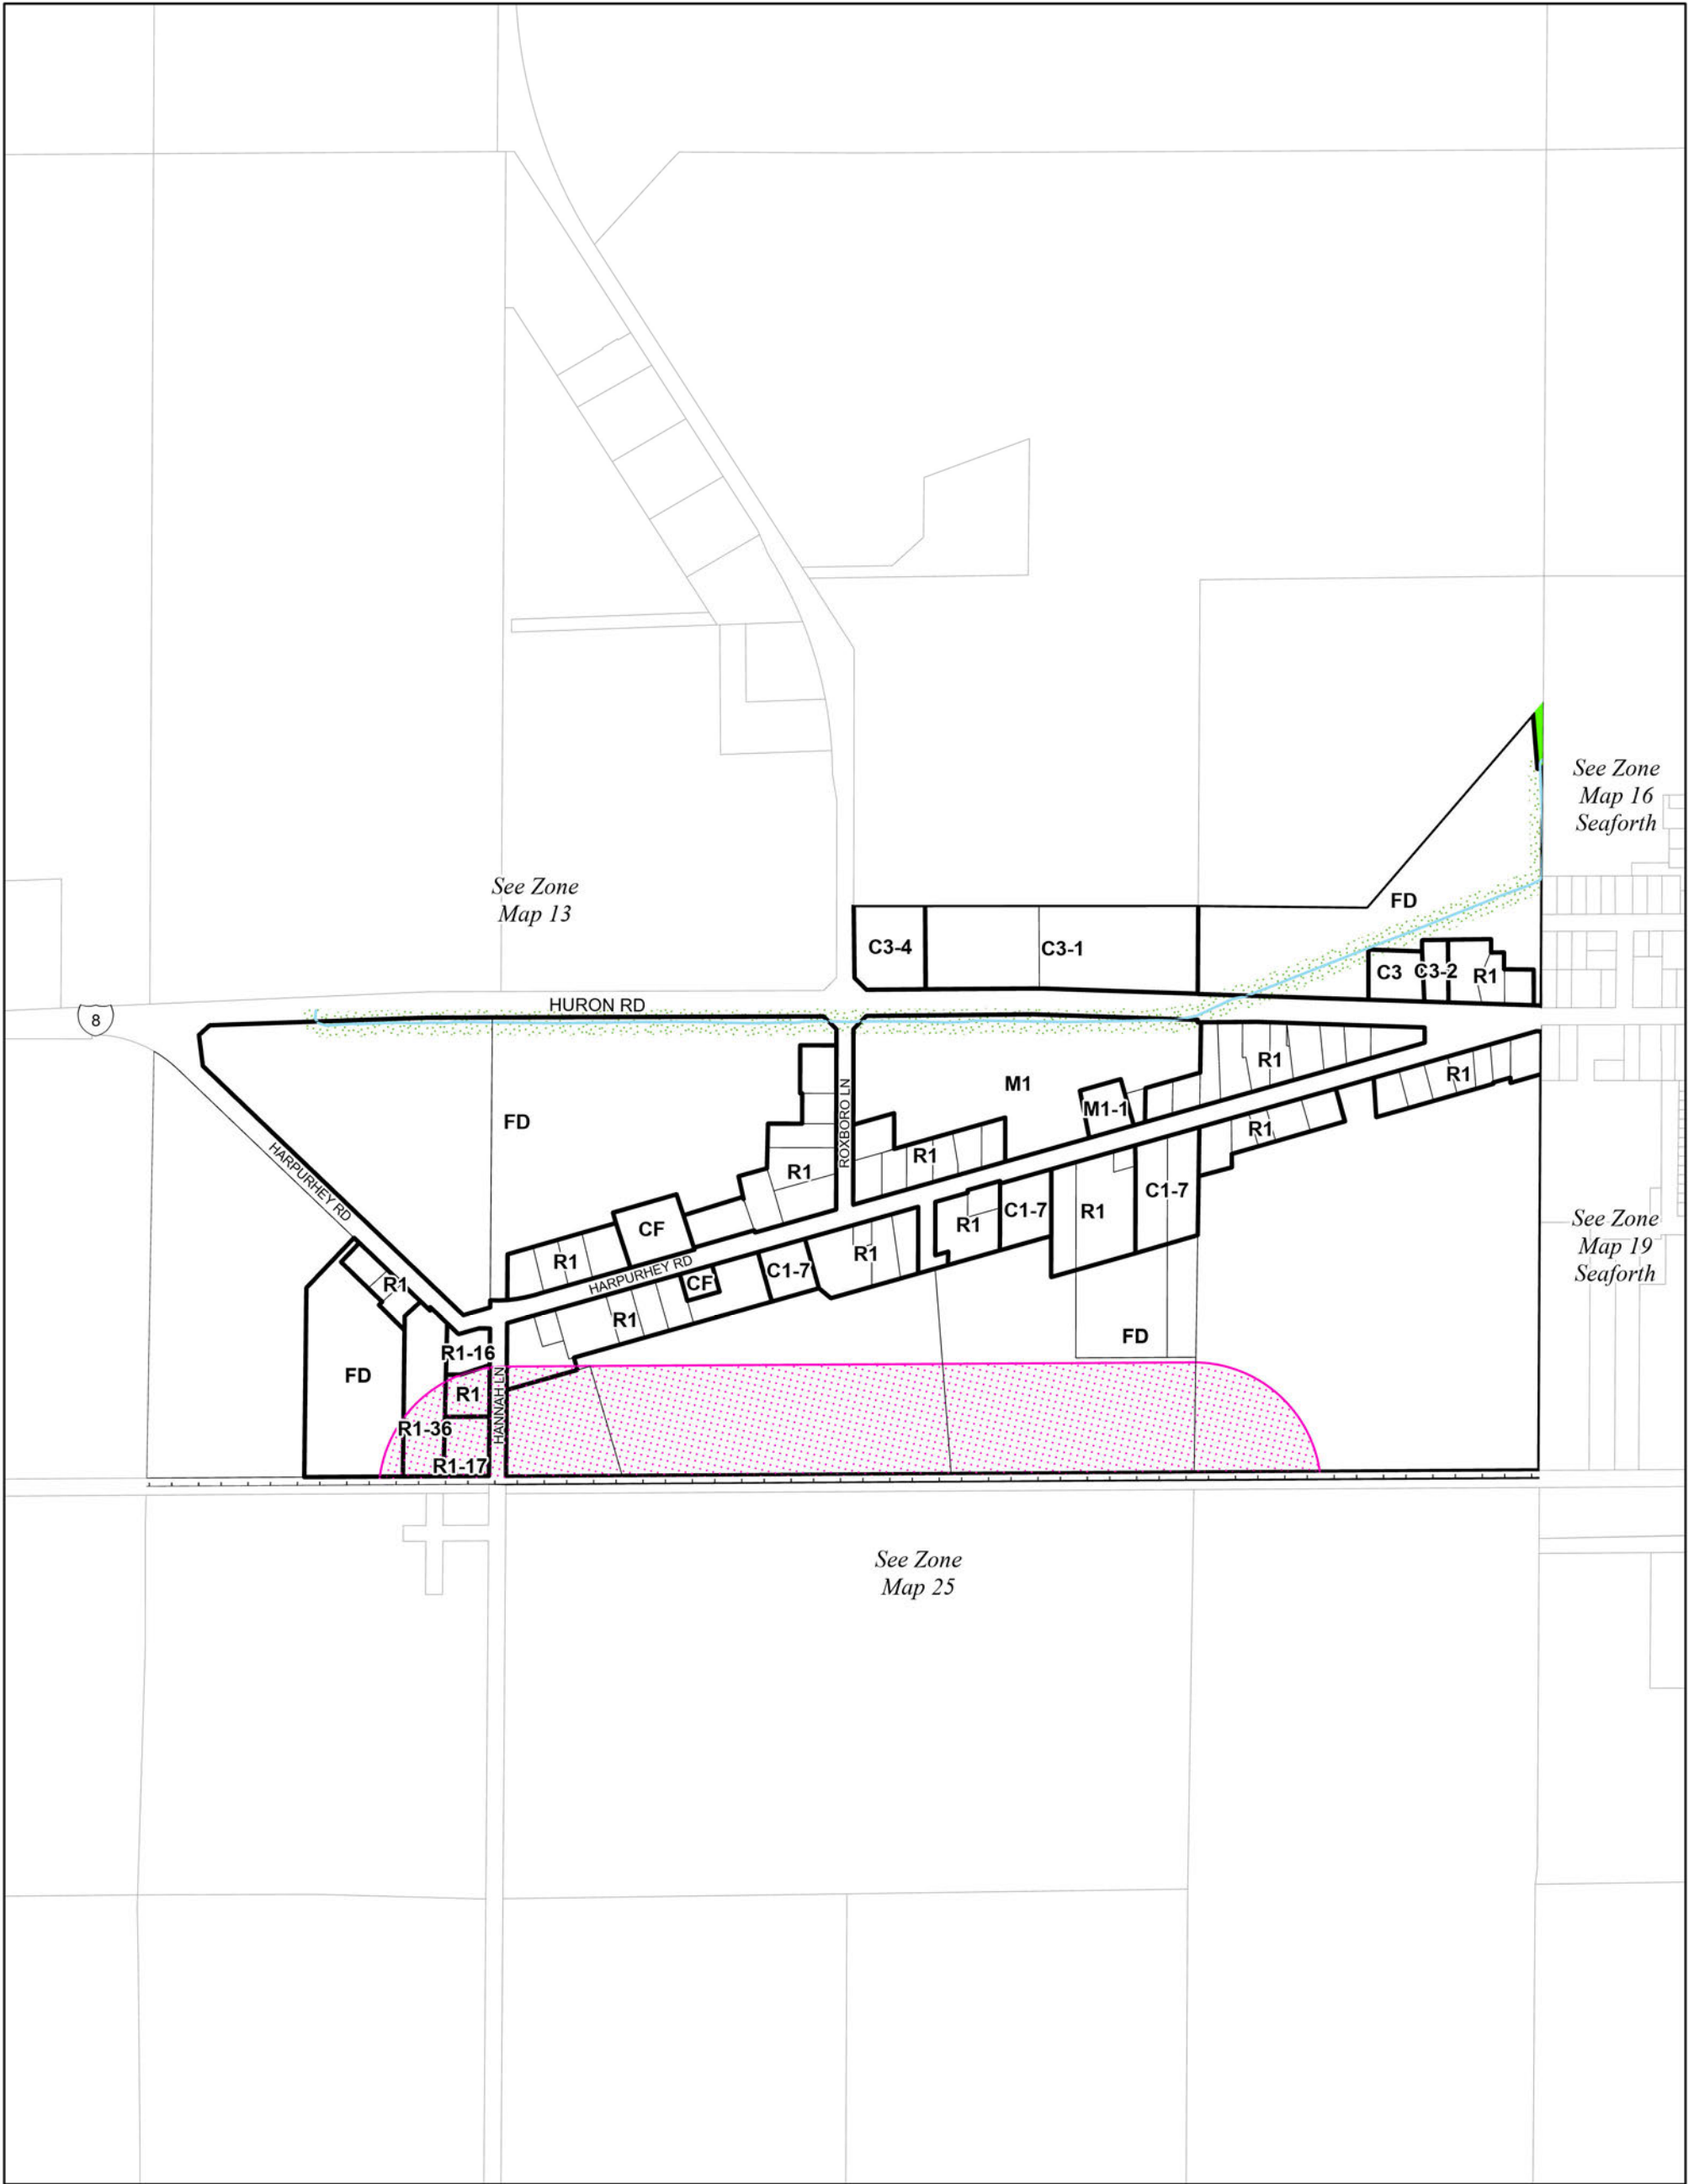 See Zone
Map 16
Seaforth
See Zone
Map 13
FD
C3-4
C3-1
C3
C3-2
R1
HURON RD
8
R1
R1
M1
M1-1
FD
ROXBORO LN
R1
HARPURHEY RD
R1
R1
C1-7
R1
C1-7
R1
CF
R1
R1
HARPURHEY RD
CF
C1-7
R1
R1
FD
See Zone
Map 19
Seaforth
R1-16
FD
R1
HANNAH LN
R1-36
R1-17
See Zone
Map 25